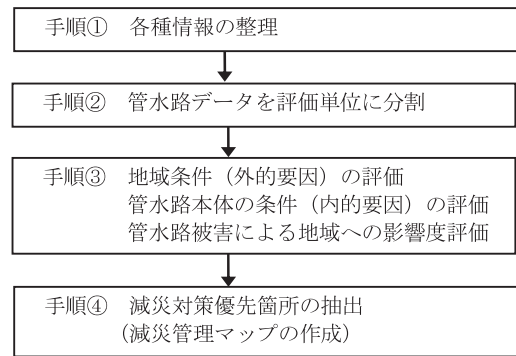 手順① 各種情報の整理
手順② 管水路データを評価単位に分割
手順③ 地域条件（外的要因）の評価
管水路本体の条件（内的要因）の評価
管水路被害による地域への影響度評価
手順④ 減災対策優先箇所の抽出
（減災管理マップの作成）